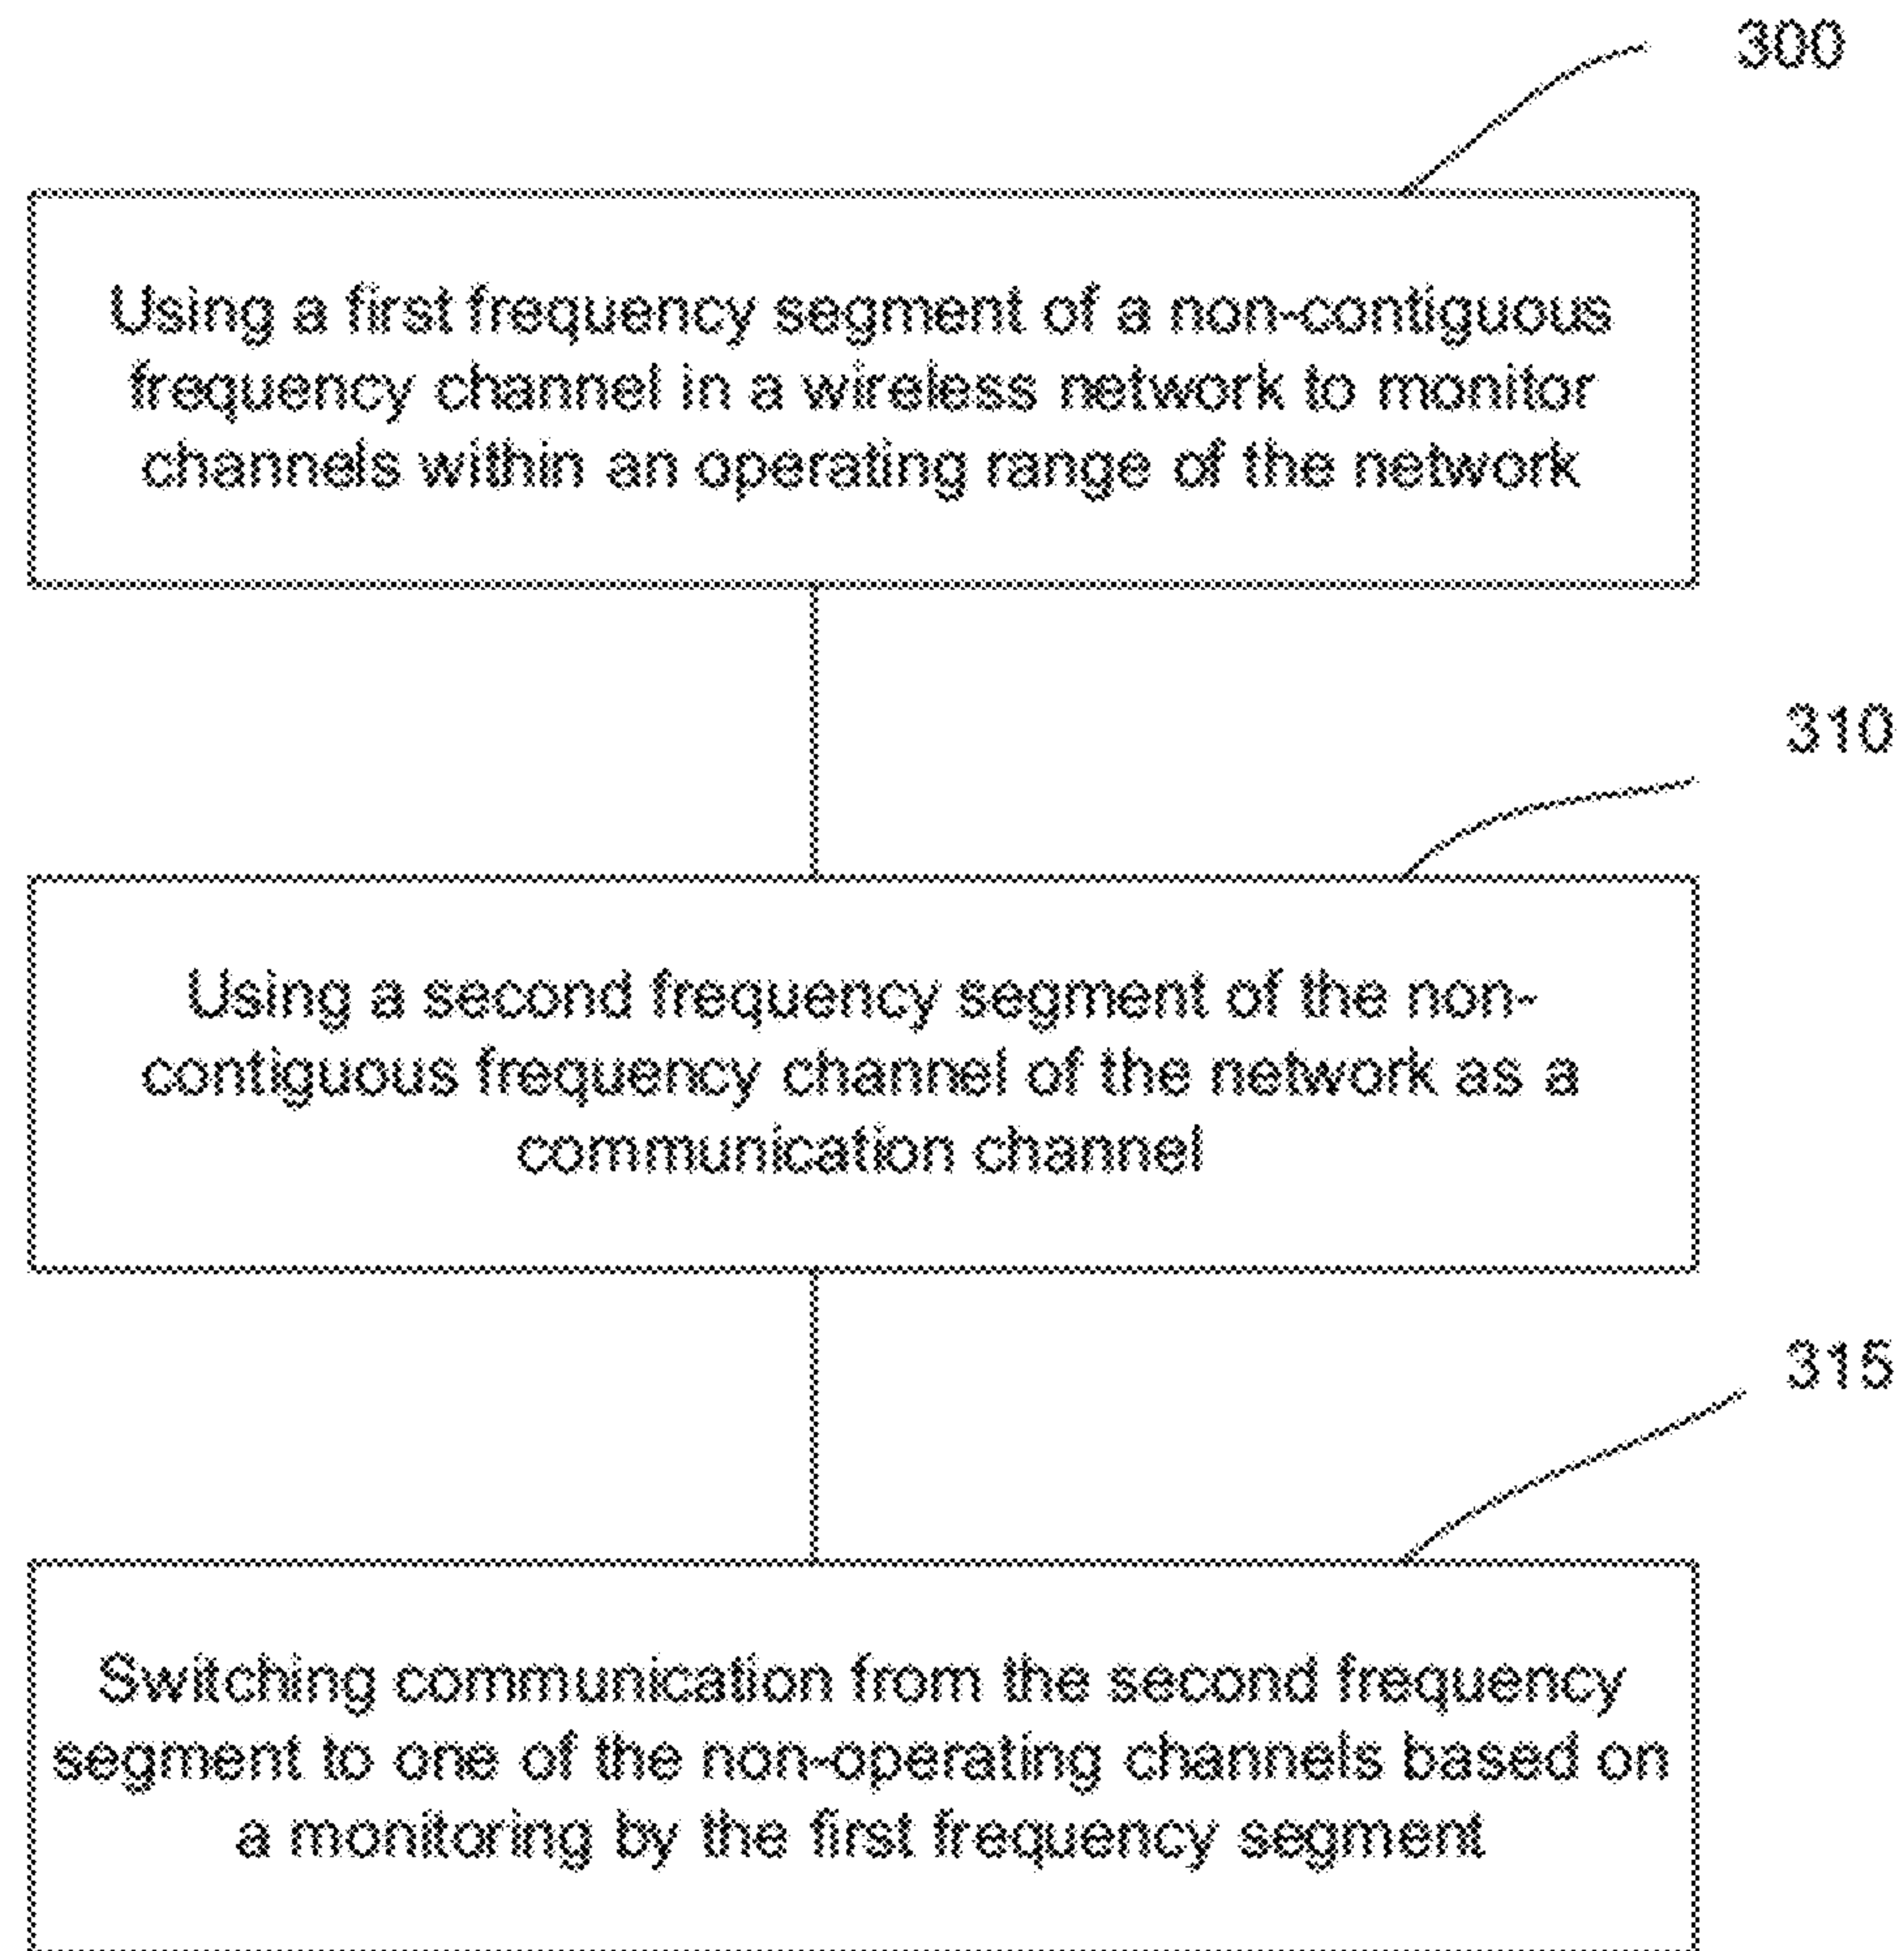 300
Using a first frequency segment of a non-contiguous
frequency channel in a wireless network to monitor
channels within an operating range of the network
310
Using a second frequency segment of the non-
contiguous frequency channel of the network as a
communication channel
315
Switching communication from the second frequency
segment to one of the non-operating channels based on
a monitoring by the first frequency segment